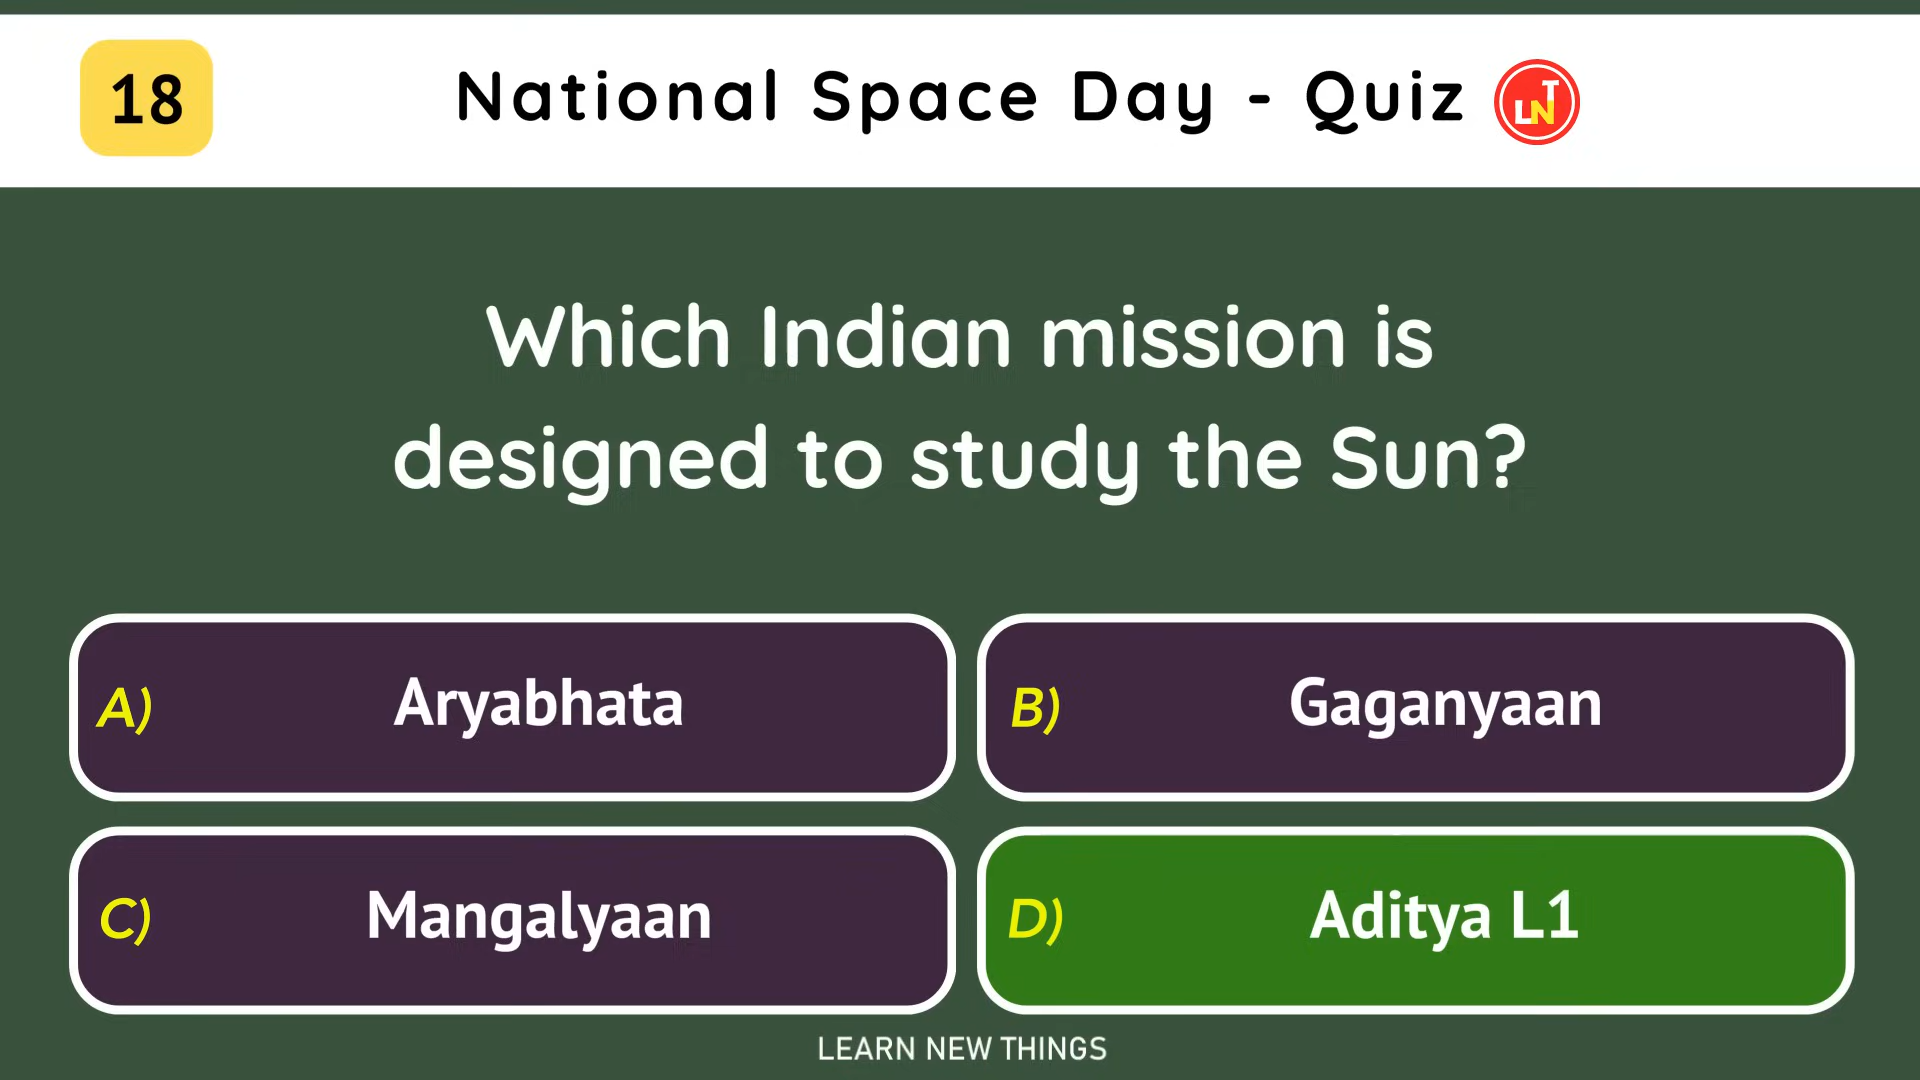 18
National Space Day - Quiz
LNT
Which Indian mission is
designed to study the Sun?
A) Aryabhata
B) Gaganyaan
C) Mangalyaan
D) Aditya L1
LEARN NEW THINGS